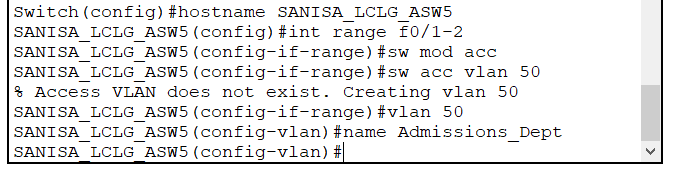 Switch(config)#hostname SANISA_LCLG_ASW5
SANISA_LCLG_ASW5(config)#int range f0/1-2
SANISA_LCLG_ASW5(config-if-range)#sw mod acc
SANISA_LCLG_ASW5(config-if-range)#sw acc vlan 50
% Access VLAN does not exist. Creating vlan 50
SANISA_LCLG_ASW5(config-if-range)#vlan 50
SANISA_LCLG_ASW5(config-vlan)#name Admissions_Dept
SANISA_LCLG_ASW5(config-vlan)#